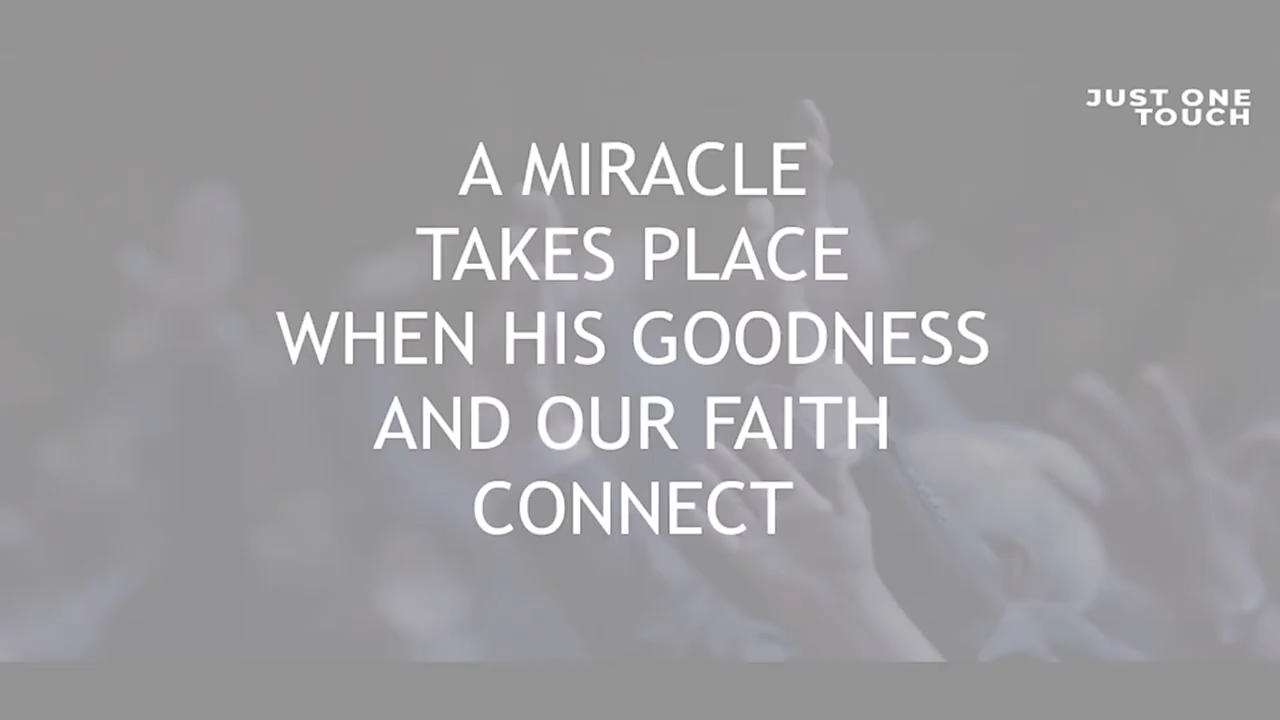 JUST ONE
TOUCH
A MIRACLE
TAKES PLACE
WHEN HIS GOODNESS
AND OUR FAITH
CONNECT